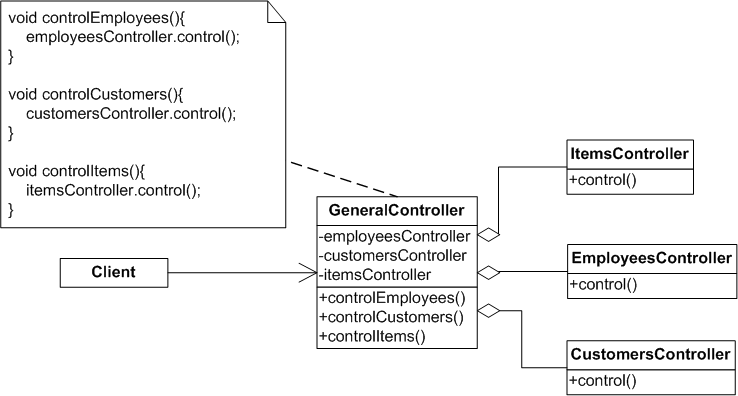 void controlEmployees(){
employeesController.control();
}
void controlCustomers(){
customersController.control();
}
void controlItems(){
itemsController.control();
}
ItemsController
+control()
GeneralController
-employeesController
-customersController
-itemsController
+controlEmployees()
+controlCustomers()
+controlItems()
Client
EmployeesController
+control()
CustomersController
+control()